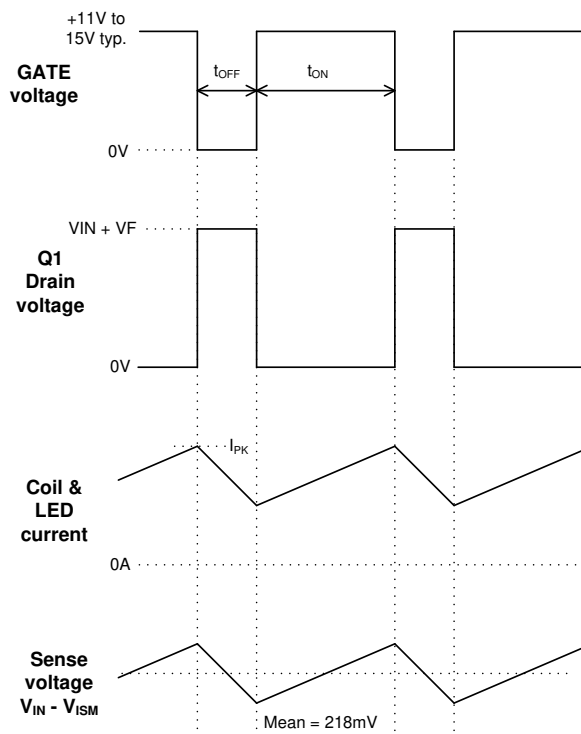 +11V to
15V typ.
GATE
voltage
tOFF
tON
0V
VIN + VF
Q1
Drain
voltage
0V
IPK
Coil &
LED
current
0A
Sense
voltage
VIN - VISM
Mean = 218mV